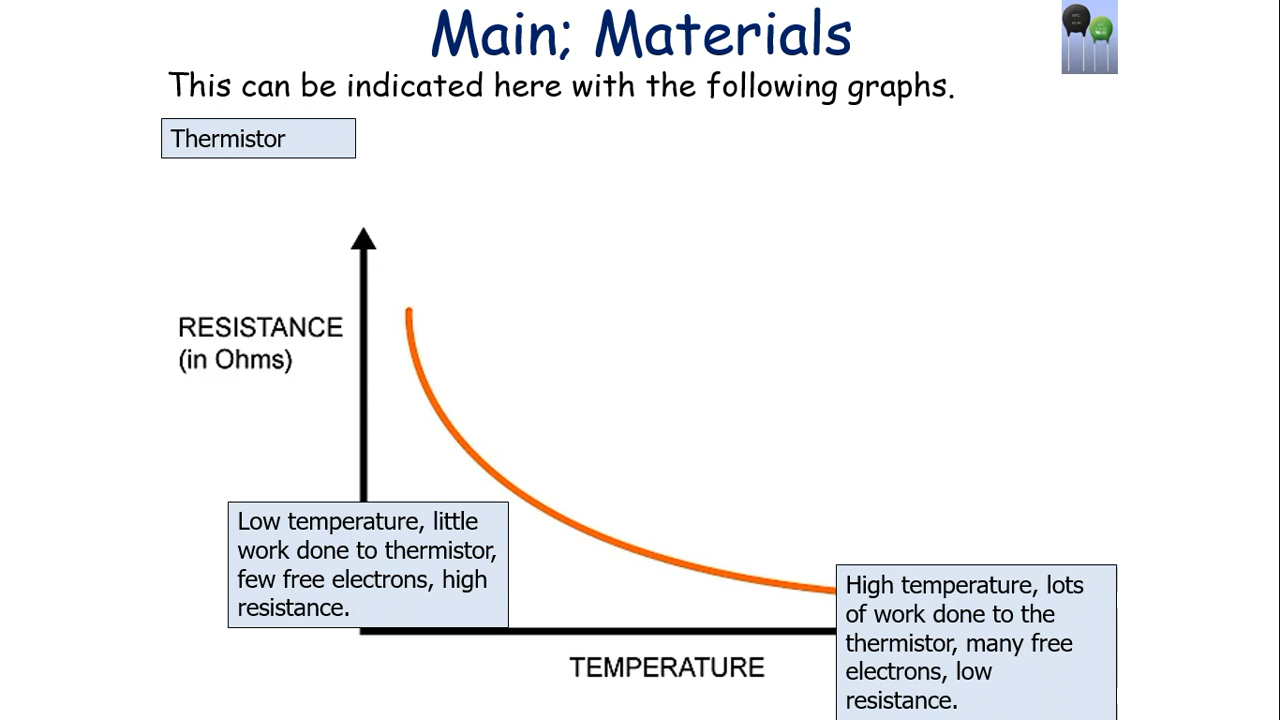 Main; Materials
This can be indicated here with the following graphs.
Thermistor
RESISTANCE
(in Ohms)
Low temperature, little
work done to thermistor,
few free electrons, high
resistance.
High temperature, lots
of work done to the
thermistor, many free
electrons, low
resistance.
TEMPERATURE